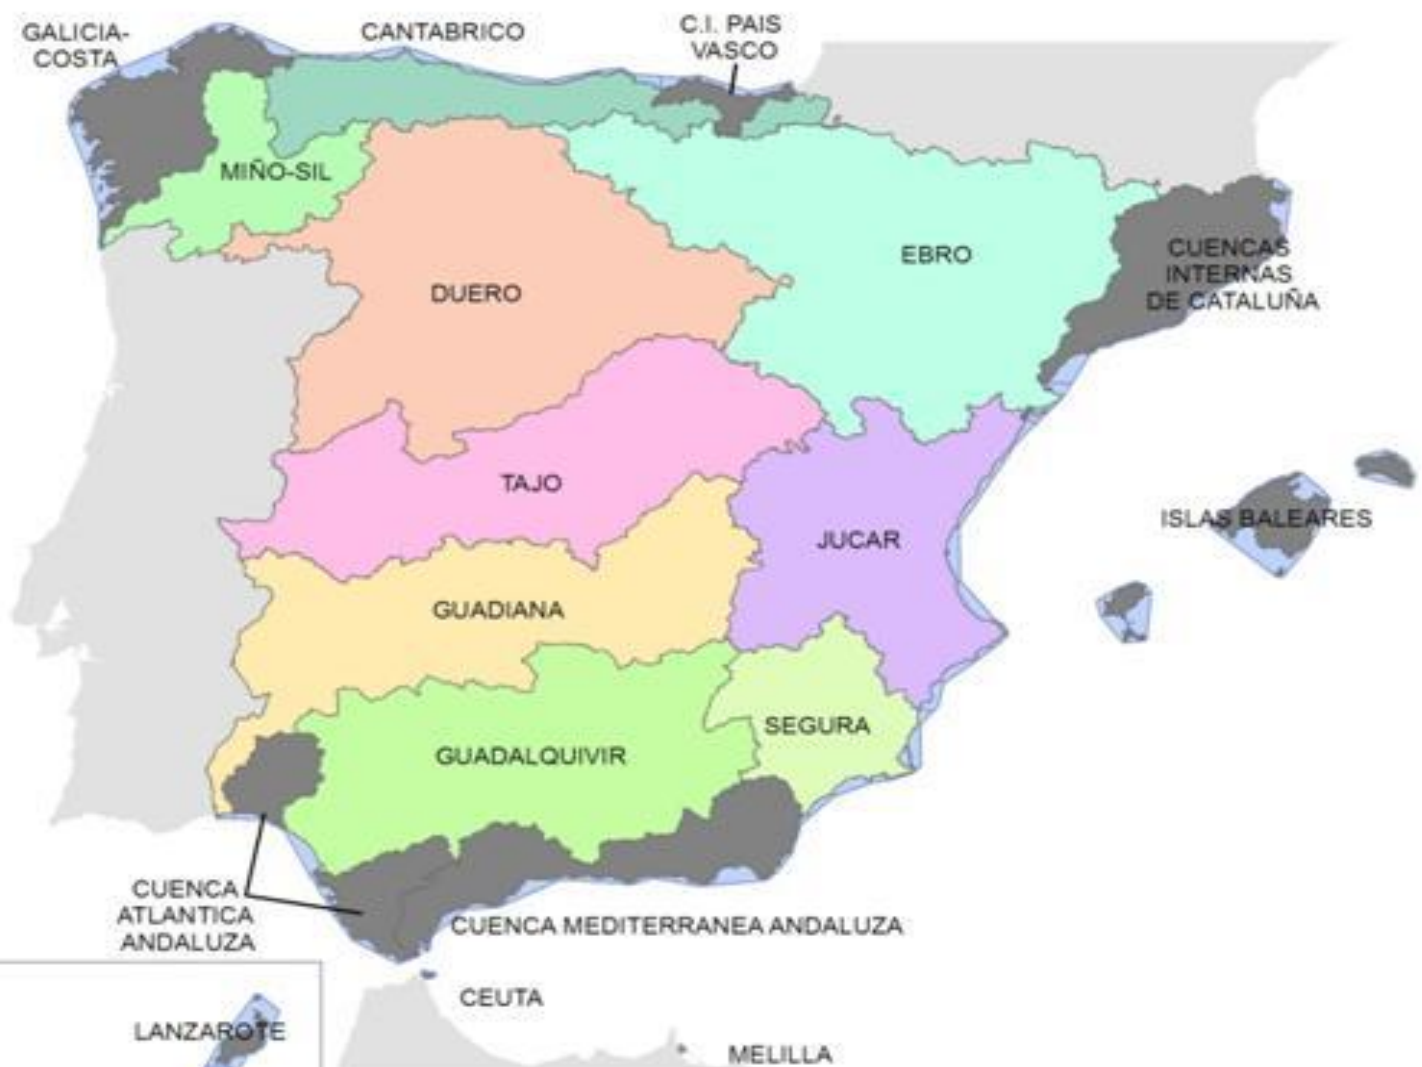 GALICIA-
COSTA
CANTABRICO
C.I. PAIS
VASCO
MIÑO-SIL
EBRO
CUENCAS
INTERNAS
DE CATALUÑA
DUERO
TAJO
ISLAS BALEARES
JUCAR
GUADIANA
SEGURA
GUADALQUIVIR
CUENCA
ATLANTICA
ANDALUZA
CUENCA MEDITERRANEA ANDALUZA
CEUTA
LANZAROTE
MELILLA